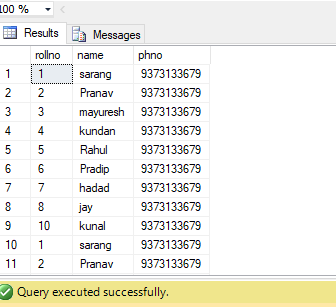 00 %
Results Messages
rollno name phno
1 1 sarang 9373133679
2 2 Pranav 9373133679
3 3 mayuresh 9373133679
4 4 kundan 9373133679
5 5 Rahul 9373133679
6 6 Pradip 9373133679
7 7 hadad 9373133679
8 8 jay 9373133679
9 10 kunal 9373133679
10 1 sarang 9373133679
11 2 Pranav 9373133679
Query executed successfully.